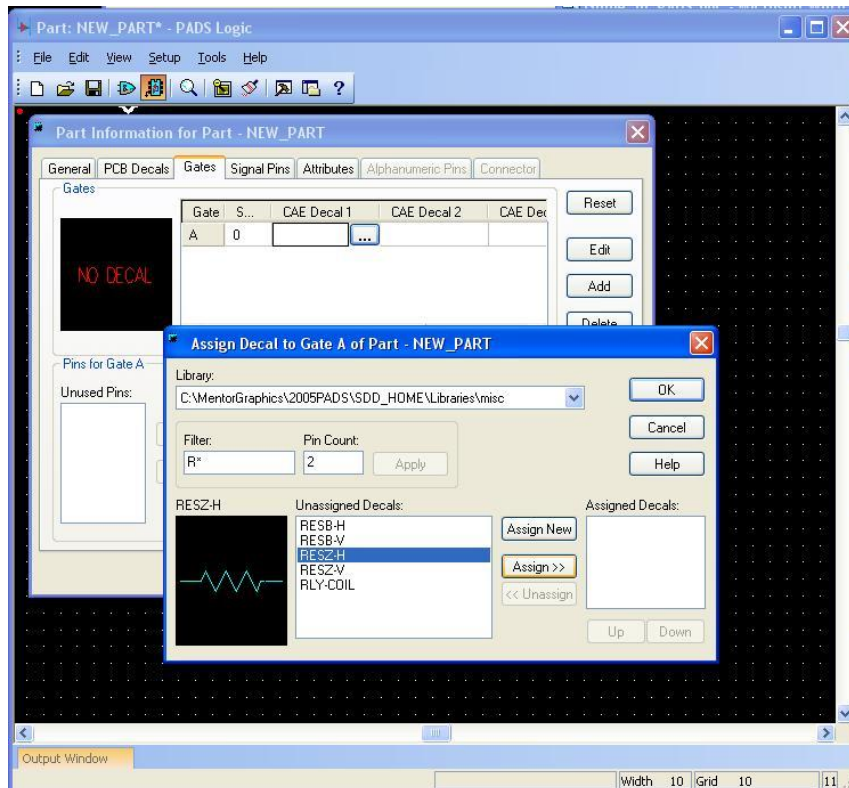 Part: NEW_PART* - PADS Logic
File Edit View Setup Tools Help
Part Information for Part - NEW_PART
General PCB Decals Gates Signal Pins Attributes Alphanumeric Pins Connector
Gates
Gate S... CAE Decal 1 CAE Decal 2 CAE Dec
A 0 ...
NO DECAL
Reset
Edit
Add
Delete
Pins for Gate A
Unused Pins:
Assign Decal to Gate A of Part - NEW_PART
Library:
C:\MentorGraphics\2005PADS\SDD_HOME\Libraries\misc
OK
Cancel
Help
Filter: Pin Count:
R* 2 Apply
RESZ-H
Unassigned Decals:
RESB-H
RESB-V
RESZ-H
RESZ-V
RLY-COIL
Assign New
Assign >>
<< Unassign
Assigned Decals:
Up Down
Output Window
Width 10 Grid 10 11